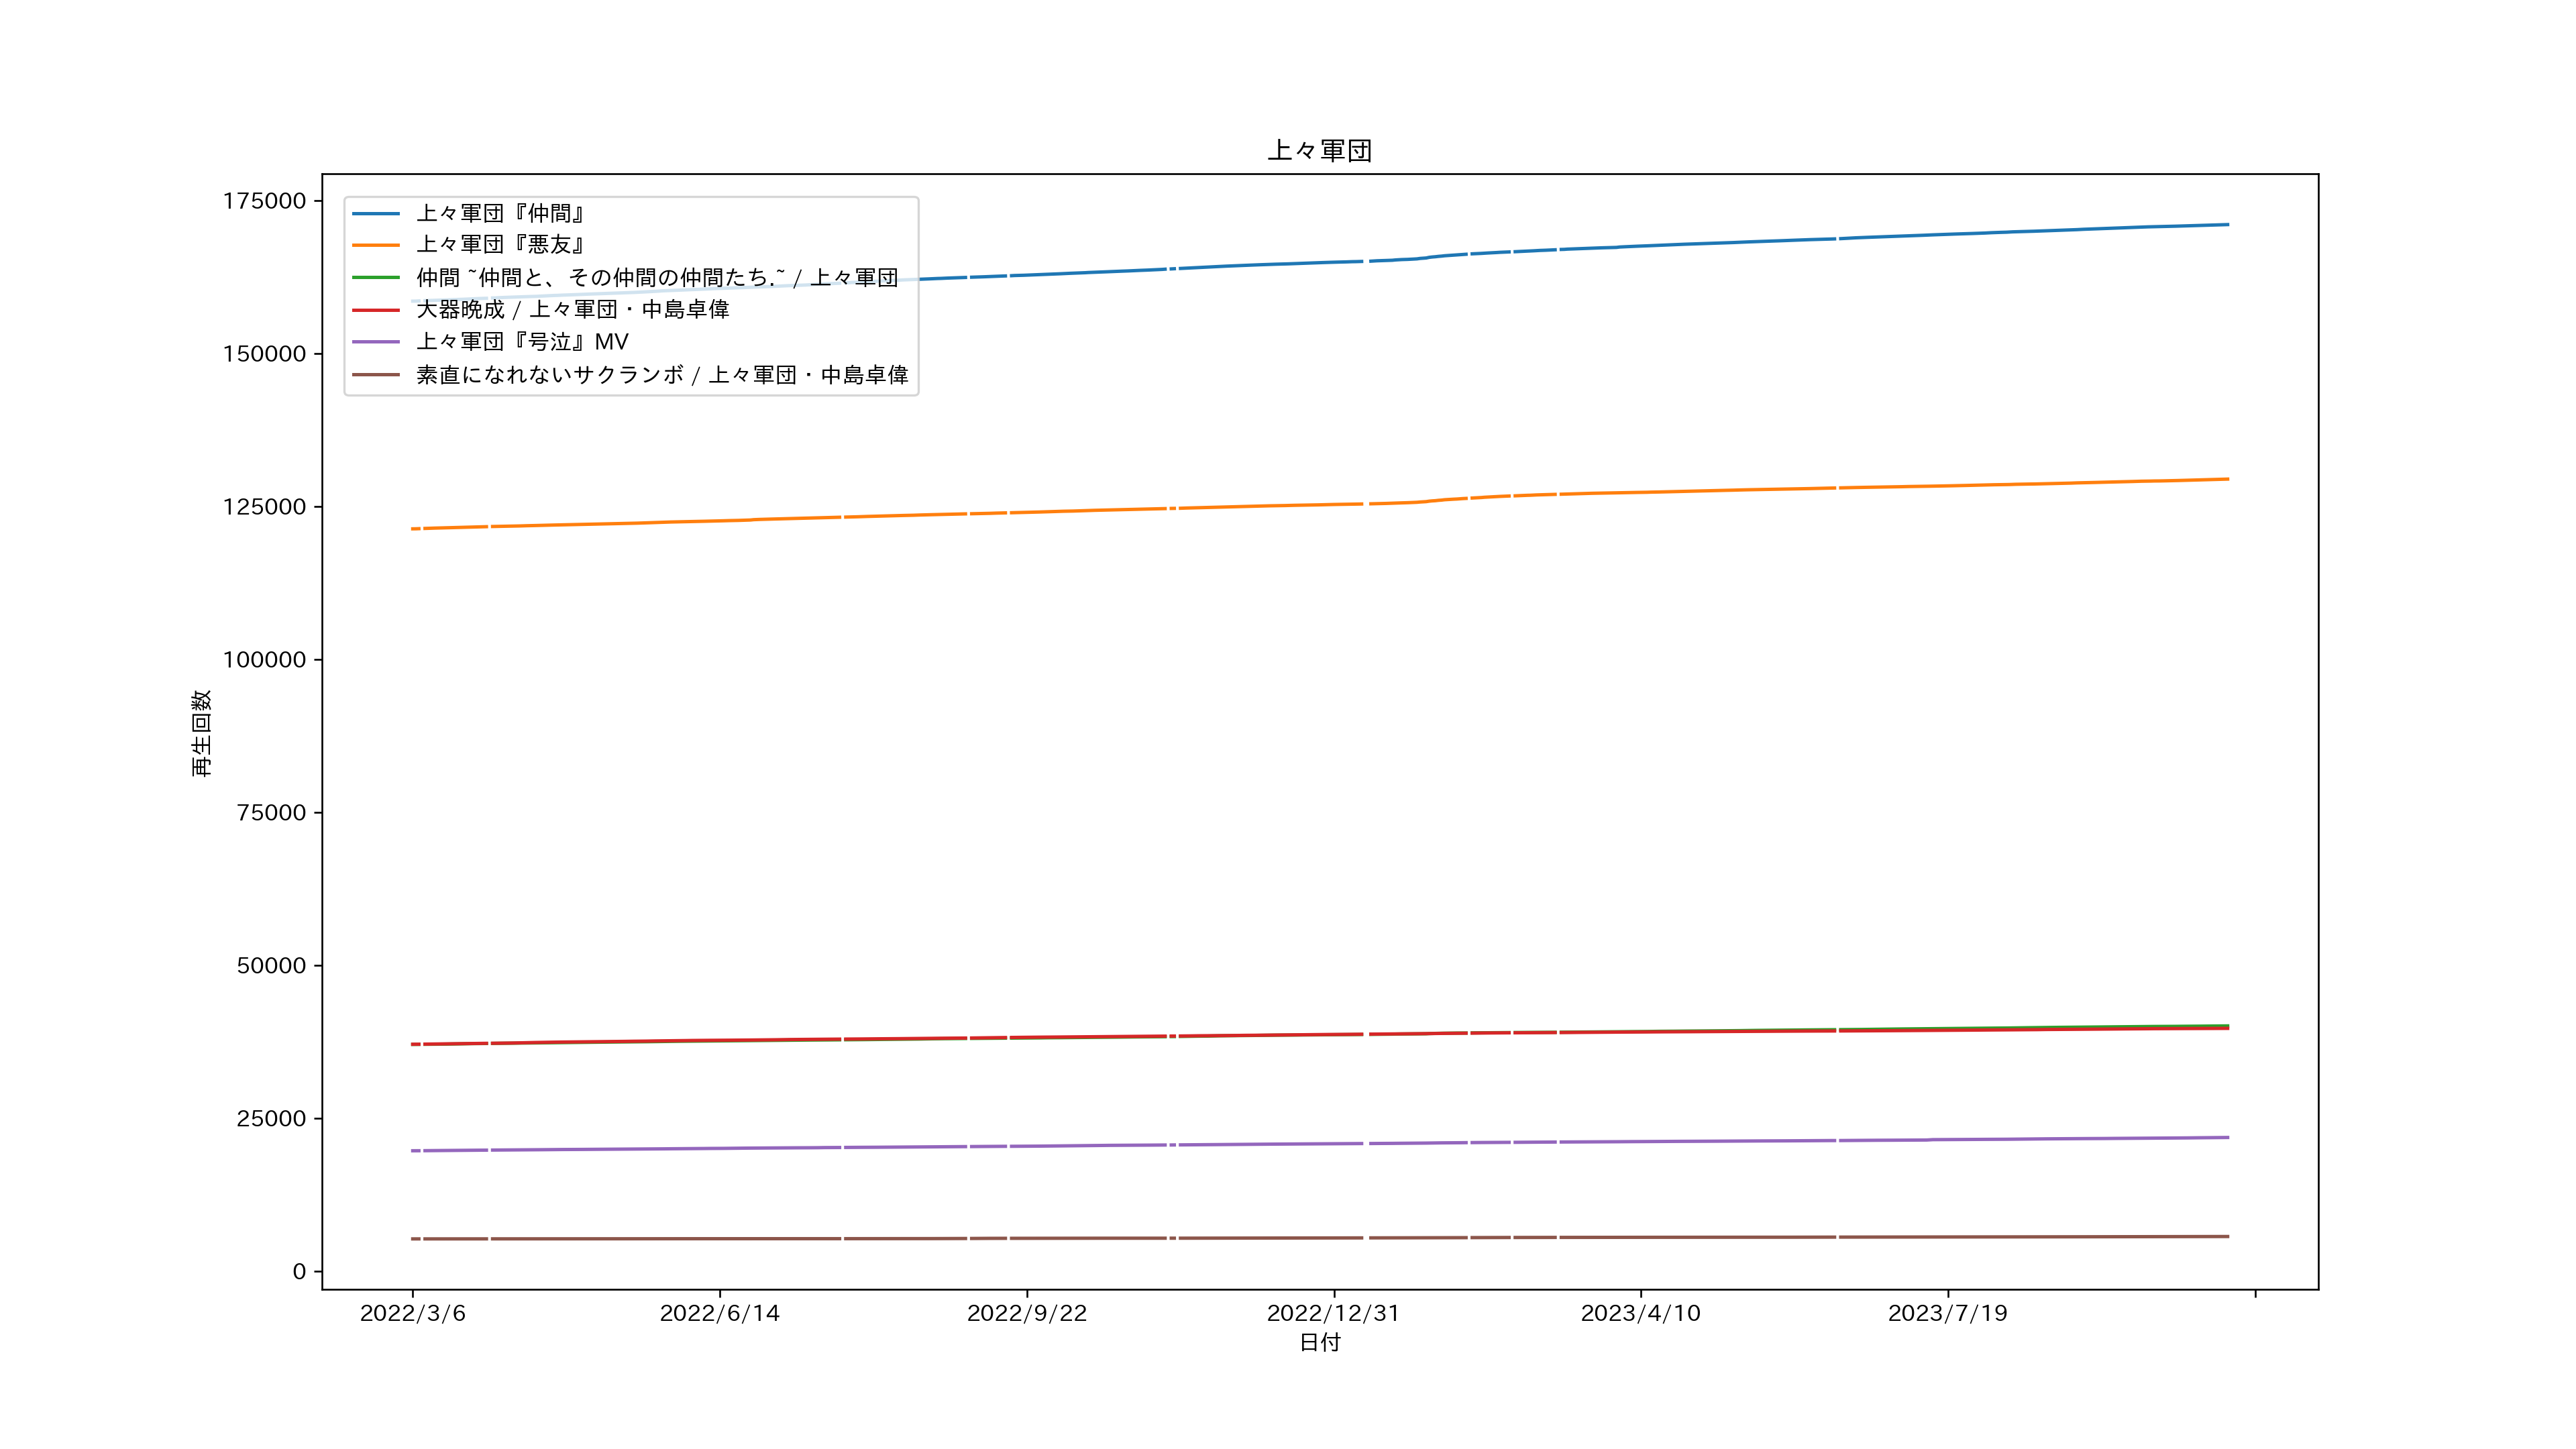 上々軍団
175000
150000
125000
100000
75000
50000
25000
0
再生回数
上々軍団『仲間』
上々軍団『悪友』
仲間 ~仲間と、その仲間の仲間たち.~ / 上々軍団
大器晩成 / 上々軍団・中島卓偉
上々軍団『号泣』MV
素直になれないサクランボ / 上々軍団・中島卓偉
2022/3/6
2022/6/14
2022/9/22
2022/12/31
2023/4/10
2023/7/19
日付